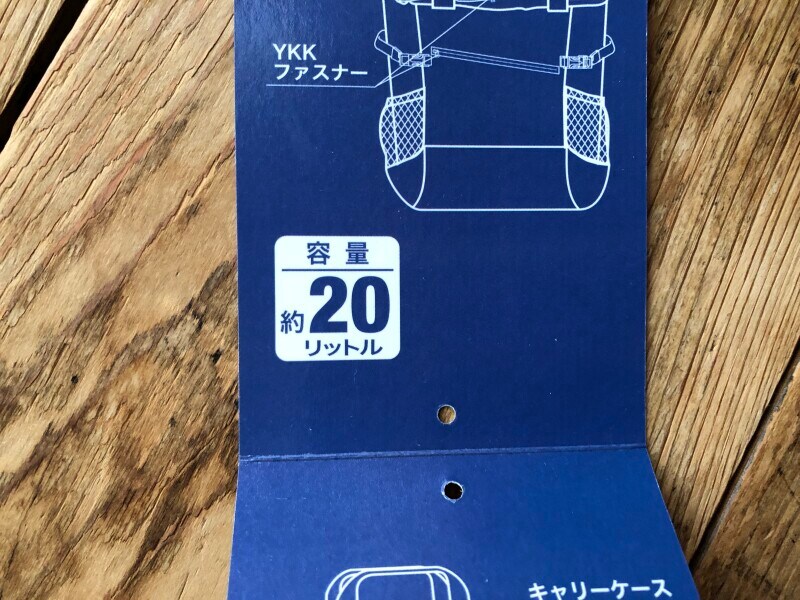 YKK
ファスナー
容量
約20
リットル
キャリーケース